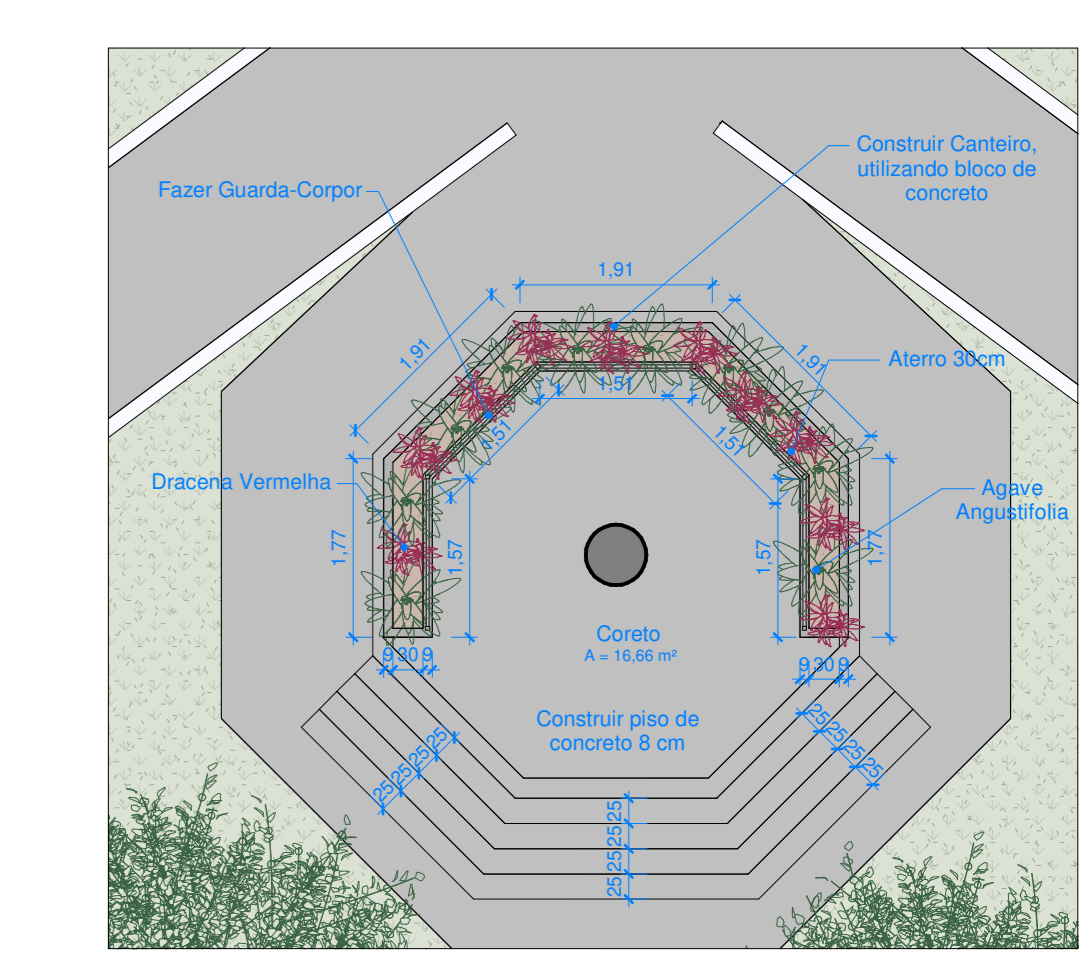 Construir Canteiro,
utilizando bloco de
concreto
Fazer Guarda-Corpor
1,91
1,91
1,91
Aterro 30cm
1,51
1,51
1,51
Dracena Vermelha
Agave
Angustifolia
1,77
1,57
1,57
1,77
Coreto
A = 16,66 m²
9 30 9
9 30 9
Construir piso de
concreto 8 cm
25 25 25 25
25 25 25 25
25 25 25 25